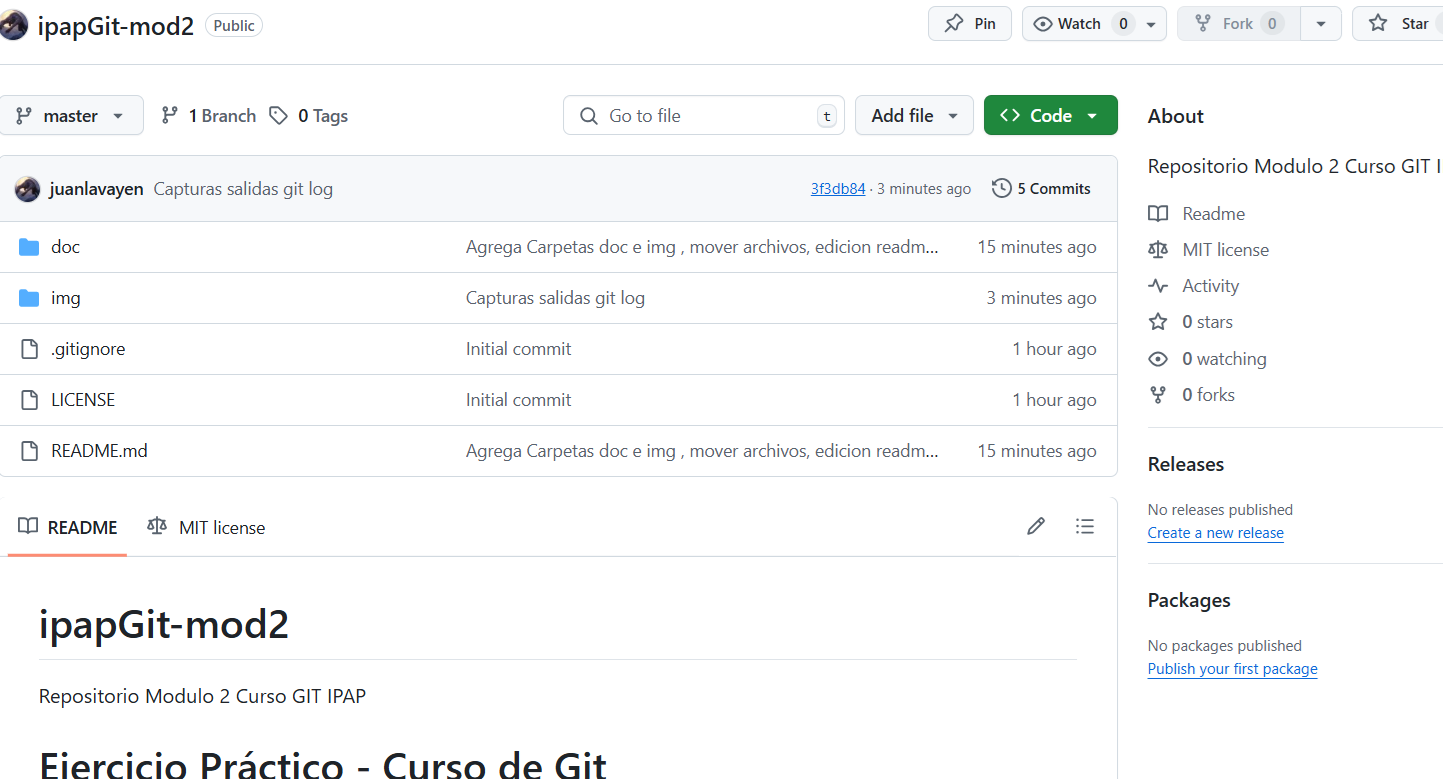 ipapGit-mod2 Public Pin Watch 0 Fork 0 Star
master 1 Branch 0 Tags Go to file t Add file Code
juanlavayen Capturas salidas git log 3f3db84 · 3 minutes ago 5 Commits
doc Agrega Carpetas doc e img , mover archivos, edicion readm... 15 minutes ago
img Capturas salidas git log 3 minutes ago
.gitignore Initial commit 1 hour ago
LICENSE Initial commit 1 hour ago
README.md Agrega Carpetas doc e img , mover archivos, edicion readm... 15 minutes ago
README MIT license
ipapGit-mod2
Repositorio Modulo 2 Curso GIT IPAP
Ejercicio Práctico - Curso de Git
About
Repositorio Modulo 2 Curso GIT I
Readme
MIT license
Activity
0 stars
0 watching
0 forks
Releases
No releases published
Create a new release
Packages
No packages published
Publish your first package